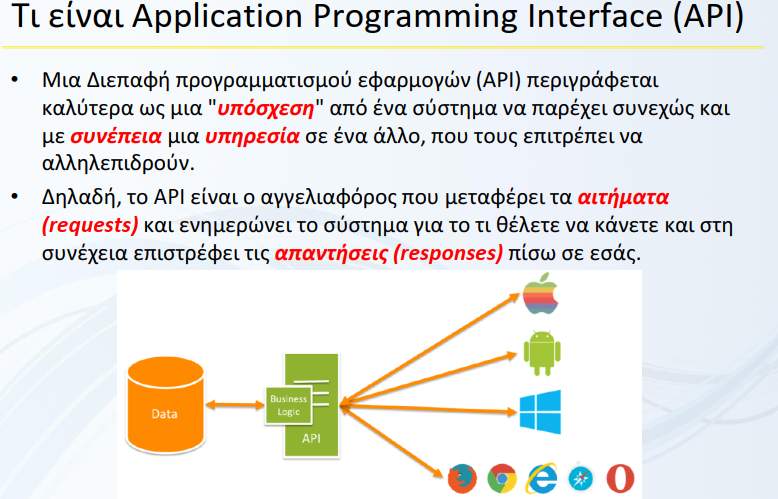 Τι είναι Application Programming Interface (API)
• Μια Διεπαφή προγραμματισμού εφαρμογών (API) περιγράφεται
καλύτερα ως μια "υπόσχεση" από ένα σύστημα να παρέχει συνεχώς και
με συνέπεια μια υπηρεσία σε ένα άλλο, που τους επιτρέπει να
αλληλεπιδρούν.
• Δηλαδή, το API είναι ο αγγελιαφόρος που μεταφέρει τα αιτήματα
(requests) και ενημερώνει το σύστημα για το τι θέλετε να κάνετε και στη
συνέχεια επιστρέφει τις απαντήσεις (responses) πίσω σε εσάς.
Data
Business
Logic
API